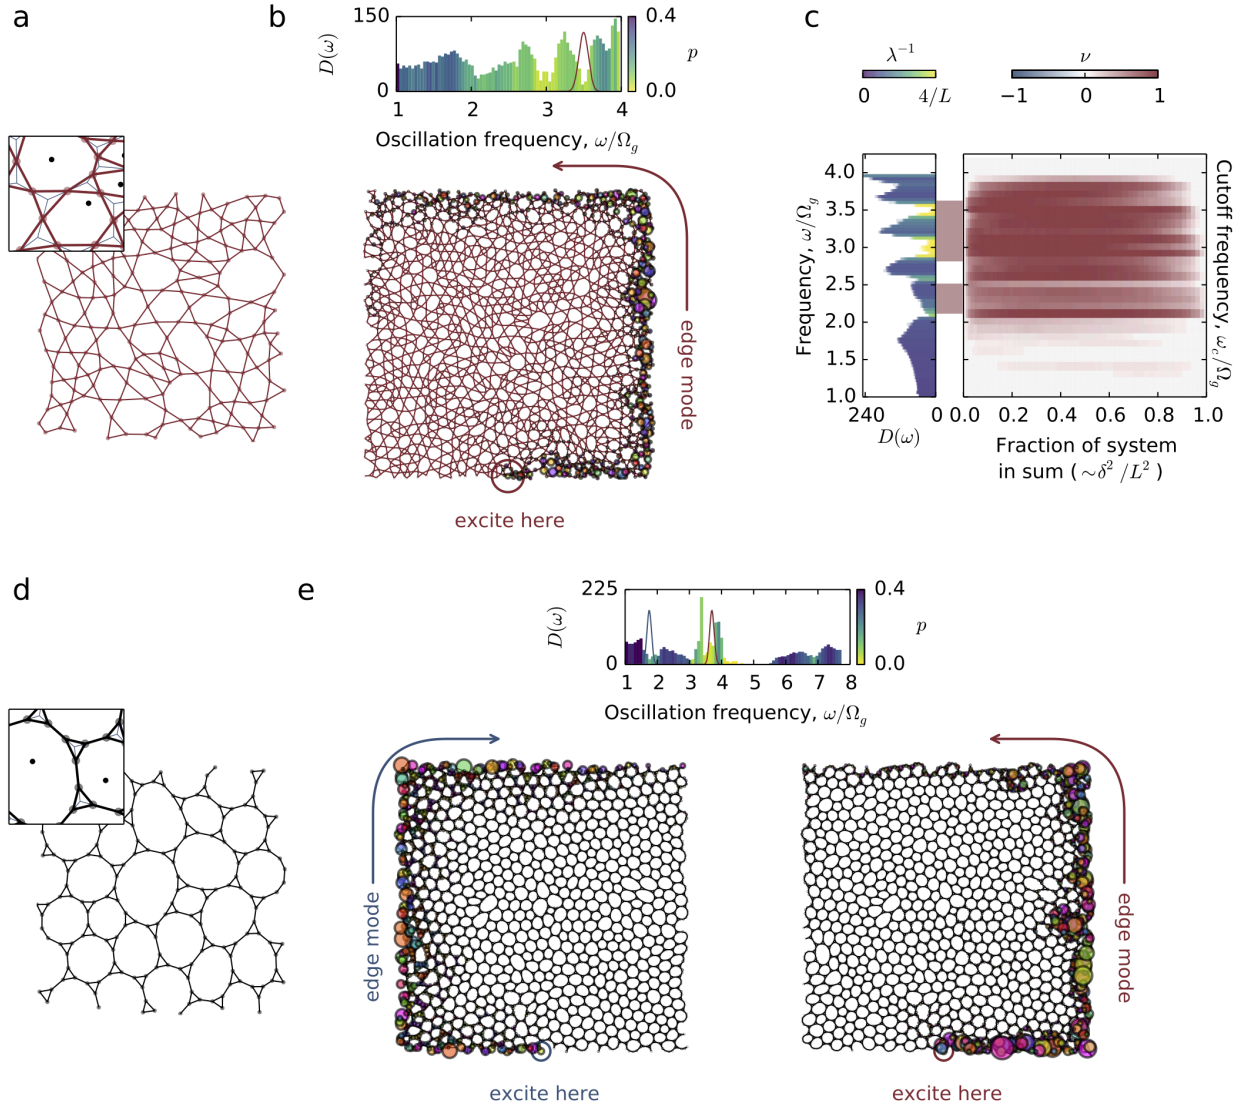 a
b
150
D(ω)
0
1
2
3
4
0.4
p
0.0
Oscillation frequency, ω/Ω_g
edge mode
excite here
c
λ⁻¹
0
4/L
ν
−1
0
1
Frequency, ω/Ω_g
4.0
3.5
3.0
2.5
2.0
1.5
1.0
240
0
D(ω)
0.0
0.2
0.4
0.6
0.8
1.0
Fraction of system
in sum ( ~δ² /L² )
Cutoff frequency, ω_c/Ω_g
d
e
225
D(ω)
0
1
2
3
4
5
6
7
8
0.4
p
0.0
Oscillation frequency, ω/Ω_g
edge mode
excite here
edge mode
excite here